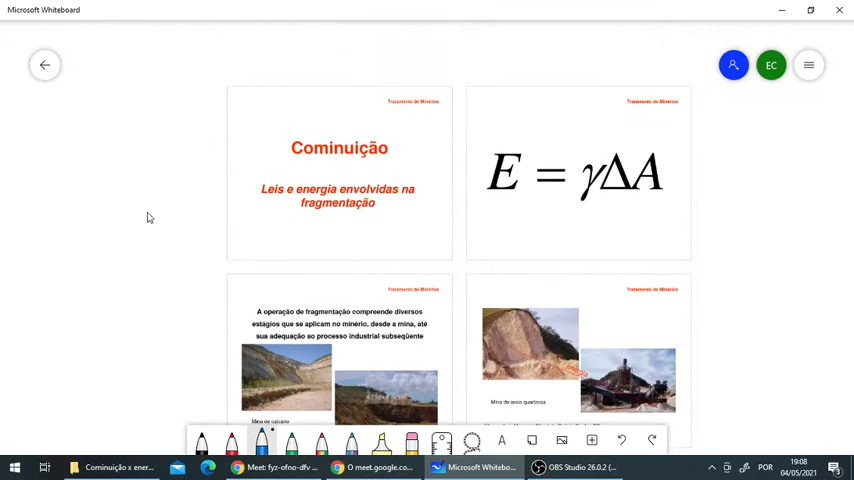 Microsoft Whiteboard
EC
Tratamento de Minérios
Cominuição
Leis e energia envolvidas na
fragmentação
Tratamento de Minérios
E = γΔA
Tratamento de Minérios
A operação de fragmentação compreende diversos
estágios que se aplicam no minério, desde a mina, até
sua adequação ao processo industrial subseqüente
Mina de calcário
Tratamento de Minérios
Mina de areia quartzosa
A
Cominuição x ener...
Meet: fyz-ofno-dfv ...
O meet.google.co...
Microsoft Whitebo...
OBS Studio 26.0.2 (...
POR
19:08
04/05/2021
3